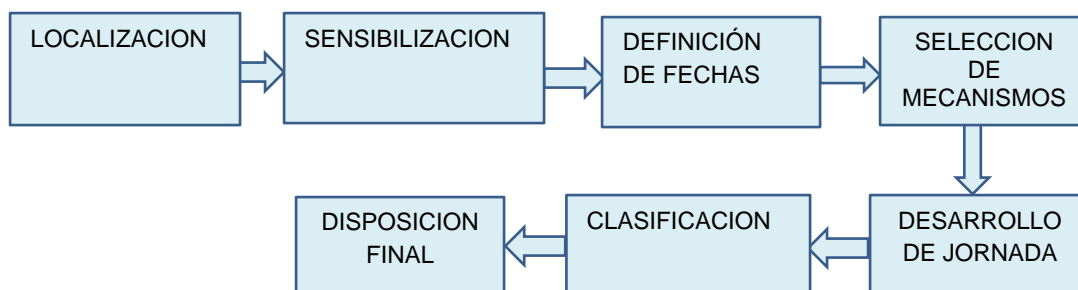 LOCALIZACION
SENSIBILIZACION
DEFINICIÓN
DE FECHAS
SELECCION
DE
MECANISMOS
DESARROLLO
DE JORNADA
CLASIFICACION
DISPOSICION
FINAL